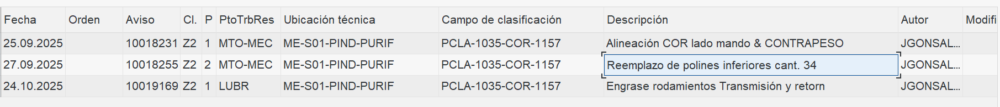 Fecha Orden Aviso Cl. P PtoTrbRes Ubicación técnica Campo de clasificación Descripción Autor Modifi
25.09.2025 10018231 Z2 1 MTO-MEC ME-S01-PIND-PURIF PCLA-1035-COR-1157 Alineación COR lado mando & CONTRAPESO JGONSAL...
27.09.2025 10018255 Z2 2 MTO-MEC ME-S01-PIND-PURIF PCLA-1035-COR-1157 Reemplazo de polines inferiores cant. 34 JGONSAL...
24.10.2025 10019169 Z2 1 LUBR ME-S01-PIND-PURIF PCLA-1035-COR-1157 Engrase rodamientos Transmisión y retorn JGONSAL...